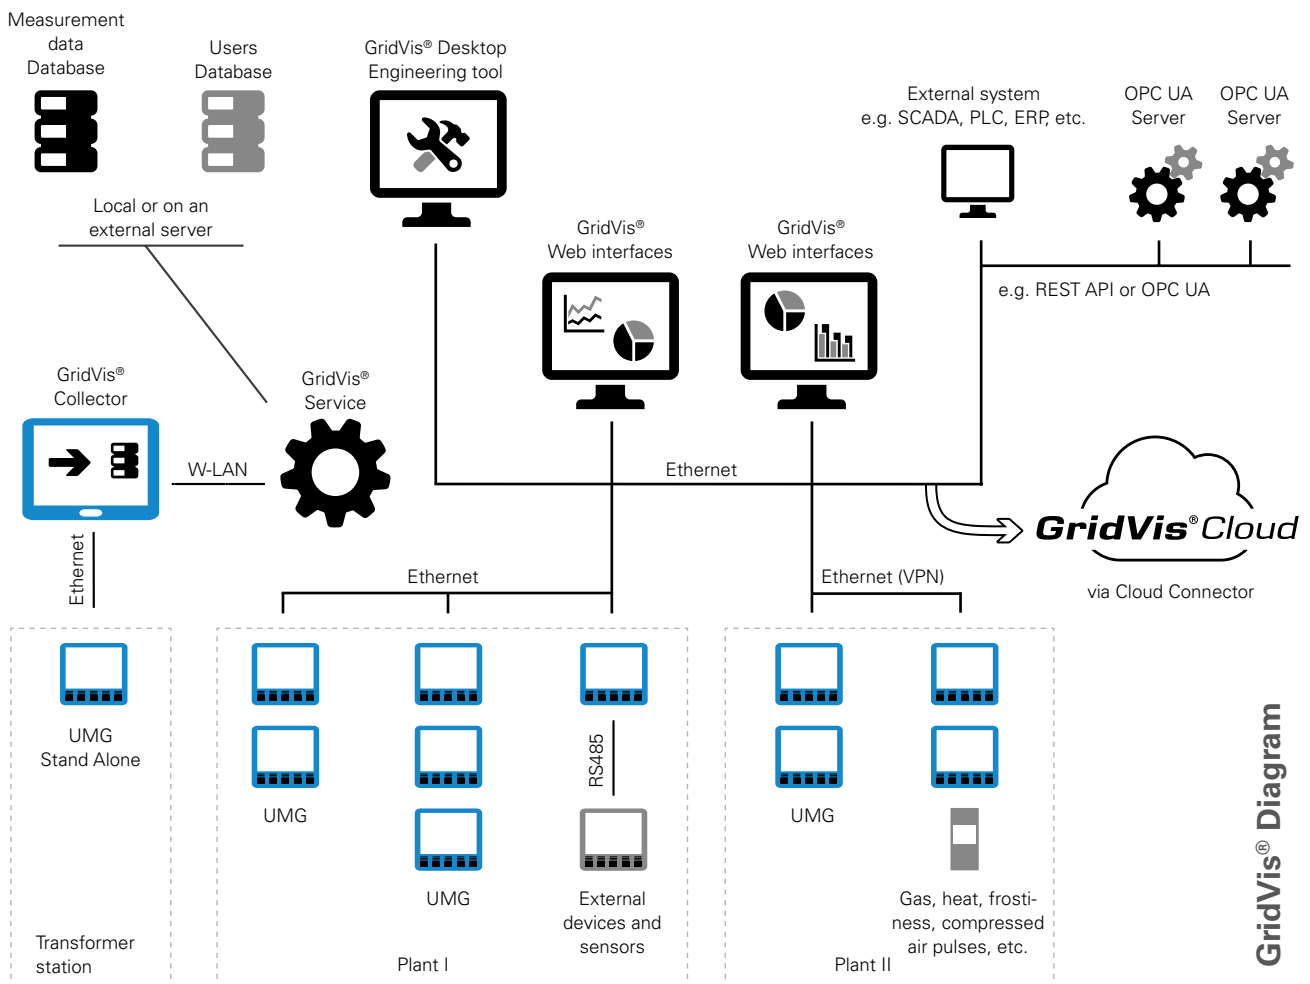 Measurement
data
Database
Users
Database
GridVis® Desktop
Engineering tool
External system
e.g. SCADA, PLC, ERP, etc.
OPC UA
Server
OPC UA
Server
Local or on an
external server
GridVis®
Web interfaces
GridVis®
Web interfaces
e.g. REST API or OPC UA
GridVis®
Collector
GridVis®
Service
W-LAN
Ethernet
GridVis® Cloud
via Cloud Connector
Ethernet
Ethernet
Ethernet (VPN)
UMG
Stand Alone
UMG
UMG
RS485
External
devices and
sensors
UMG
Gas, heat, frosti-
ness, compressed
air pulses, etc.
Transformer
station
Plant I
Plant II
GridVis® Diagram